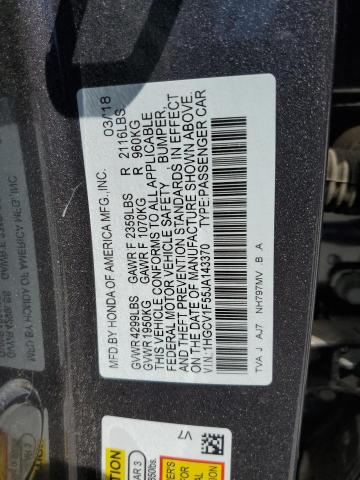 MFD. BY HONDA OF AMERICA MFG., INC. 03/18
GVWR 4299LBS GAWR F 2359LBS R 2116LBS
GVWR 1950KG GAWR F 1070KG R 960KG
THIS VEHICLE CONFORMS TO ALL APPLICABLE
FEDERAL MOTOR VEHICLE SAFETY BUMPER,
AND THEFT PREVENTION STANDARDS IN EFFECT
ON THE DATE OF MANUFACTURE SHOWN ABOVE.
V.I.N.:1HGCV1F55JA143370 TYPE:PASSENGER CAR
TVA J AJ7 NH797MV B A
V7